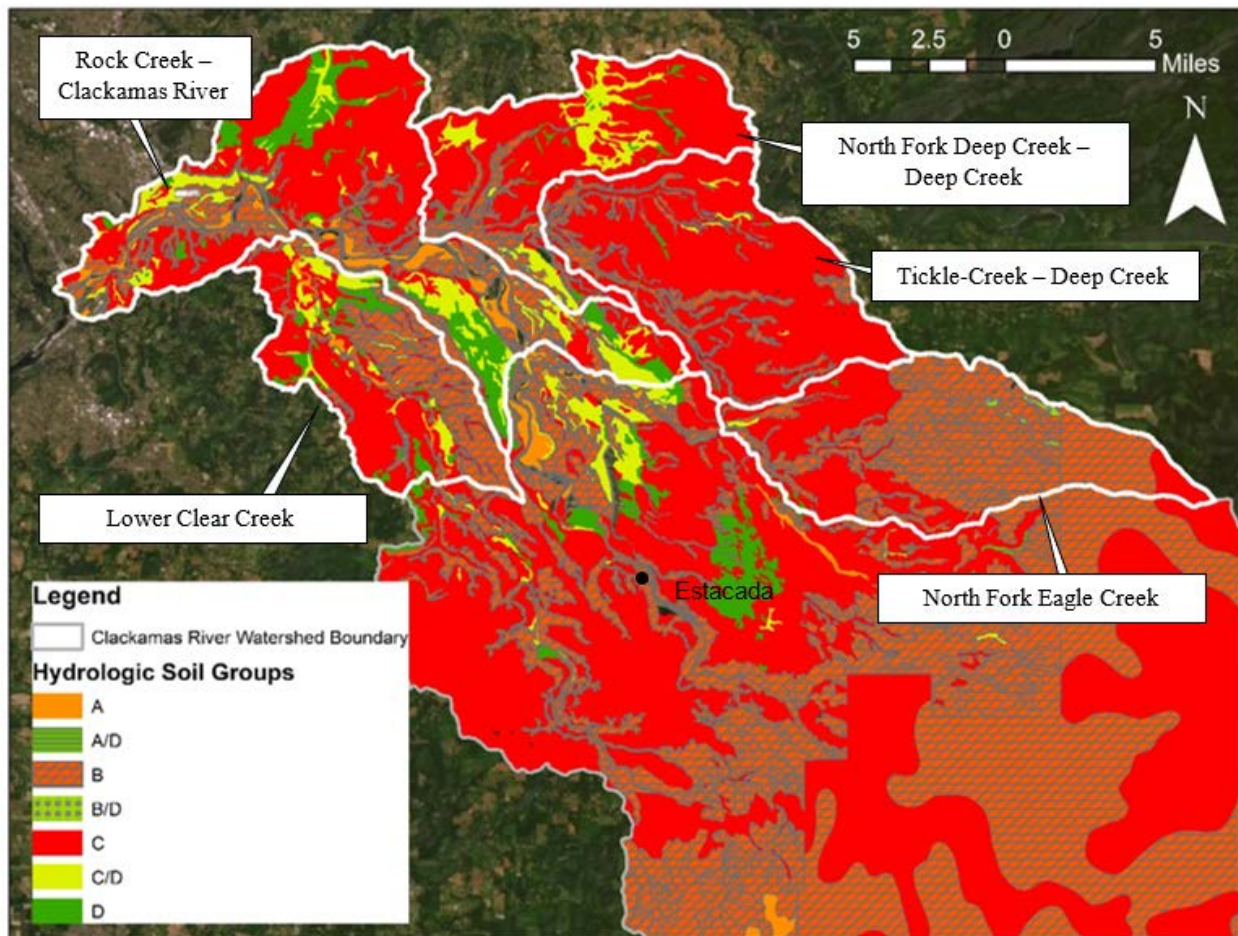 Rock Creek –
Clackamas River
5 2.5 0 5
Miles
N
North Fork Deep Creek –
Deep Creek
Tickle-Creek – Deep Creek
Lower Clear Creek
Estacada
North Fork Eagle Creek
Legend
Clackamas River Watershed Boundary
Hydrologic Soil Groups
A
A/D
B
B/D
C
C/D
D